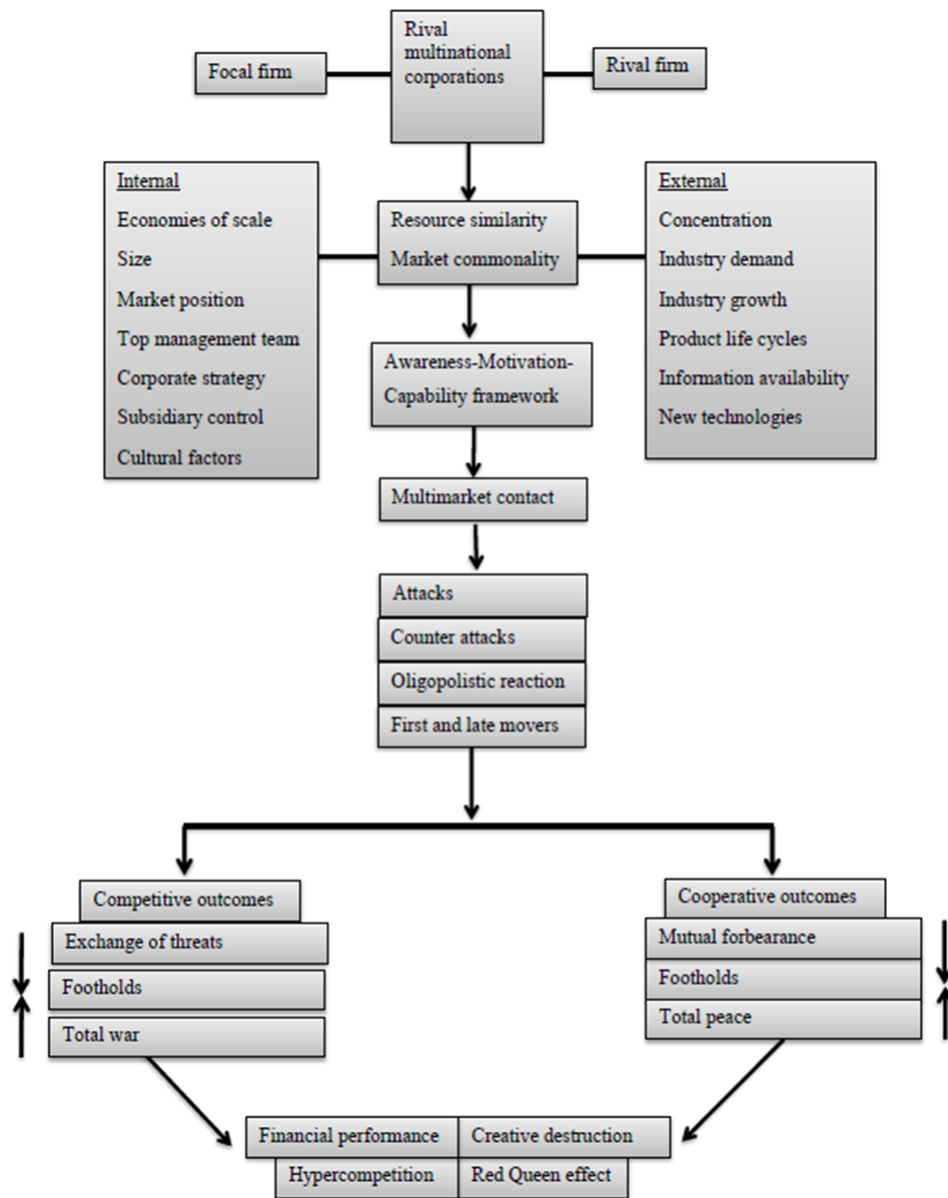 Focal firm
Rival
multinational
corporations
Rival firm
Internal
Economies of scale
Size
Market position
Top management team
Corporate strategy
Subsidiary control
Cultural factors
Resource similarity
Market commonality
External
Concentration
Industry demand
Industry growth
Product life cycles
Information availability
New technologies
Awareness-Motivation-
Capability framework
Multimarket contact
Attacks
Counter attacks
Oligopolistic reaction
First and late movers
Competitive outcomes
Exchange of threats
Footholds
Total war
Cooperative outcomes
Mutual forbearance
Footholds
Total peace
Financial performance
Creative destruction
Hypercompetition
Red Queen effect